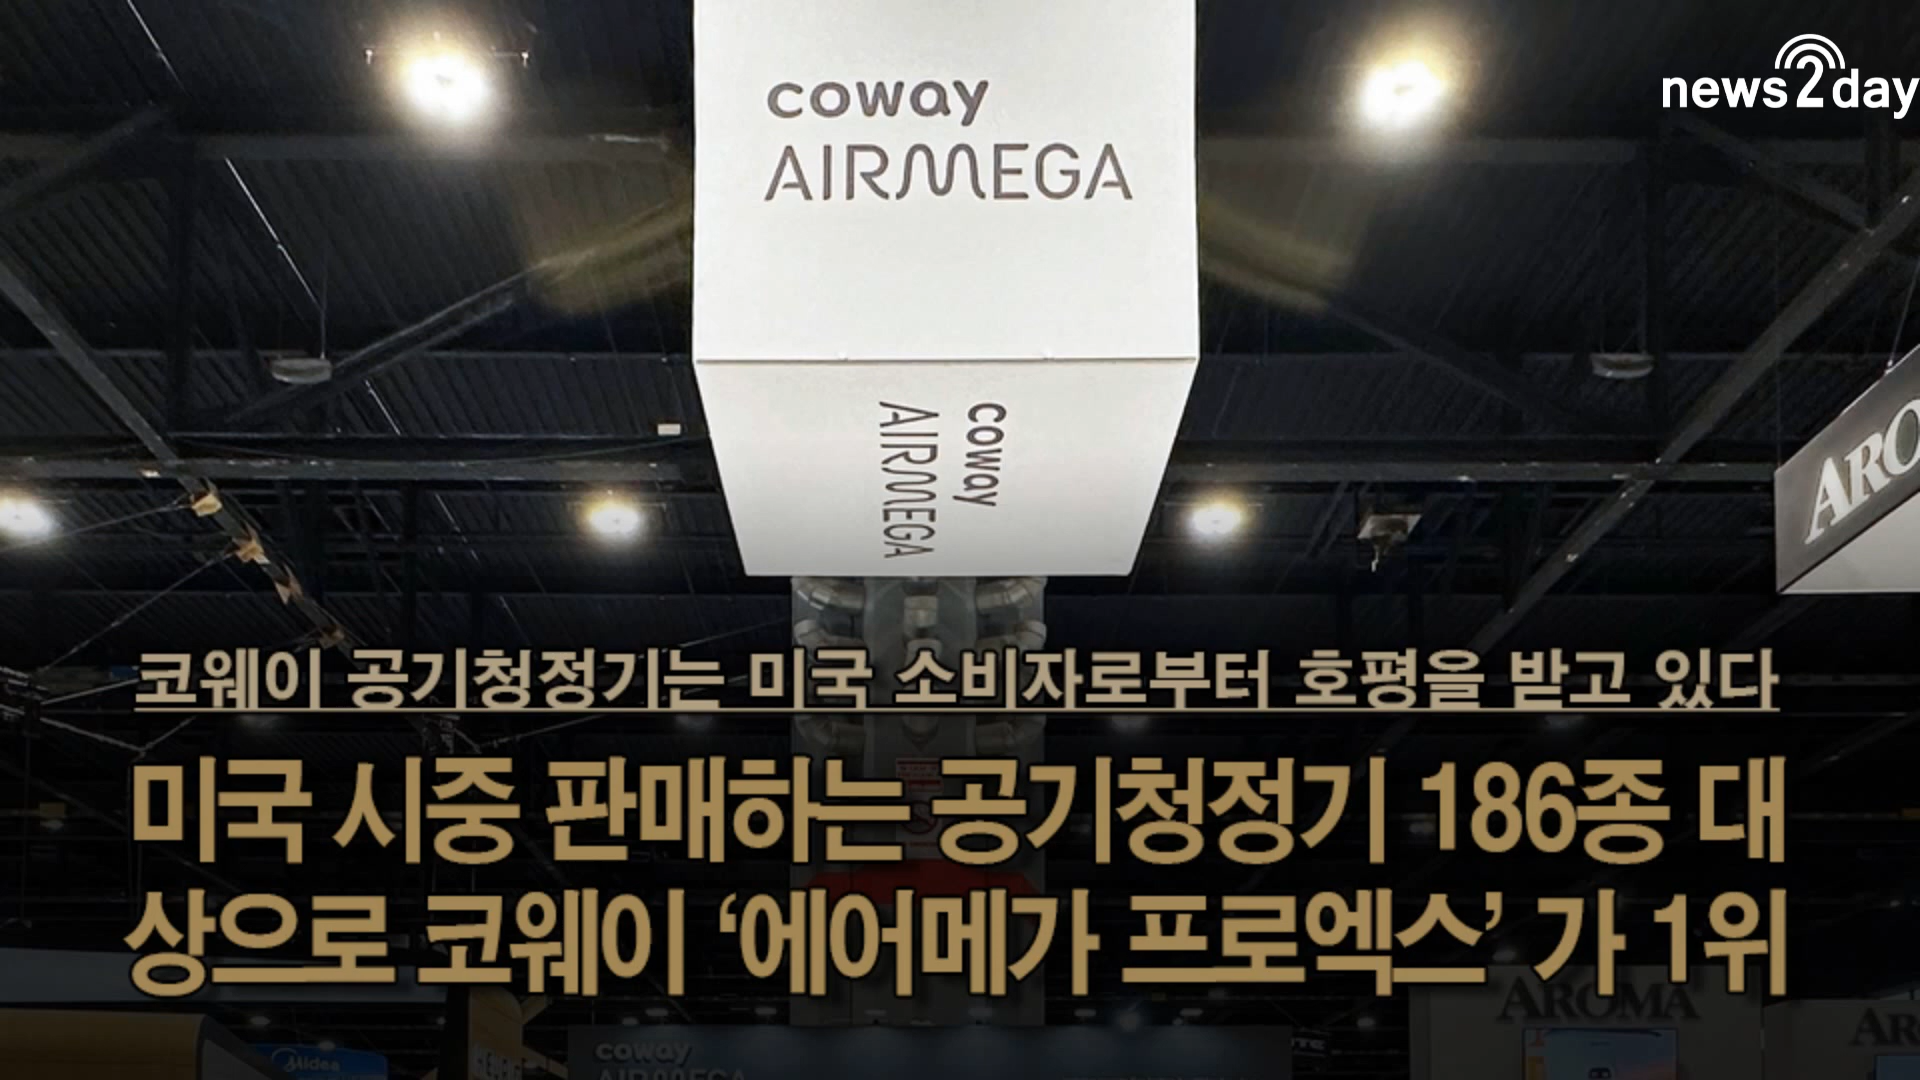 news2day
coway
AIRMEGA
coway
AIRMEGA
코웨이 공기청정기는 미국 소비자로부터 호평을 받고 있다
미국 시중 판매하는 공기청정기 186종 대
상으로 코웨이 ‘에어메가 프로엑스’ 가 1위
AROMA
Midea
coway
AIRMEGA